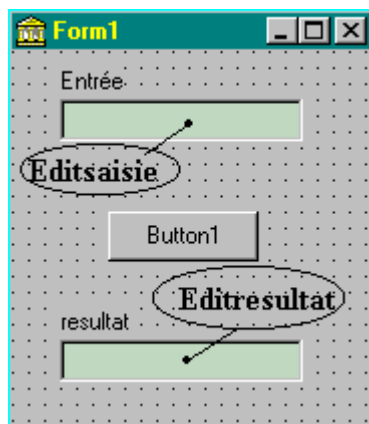 Form1
Entrée
Editsaisie
Button1
Editresultat
resultat